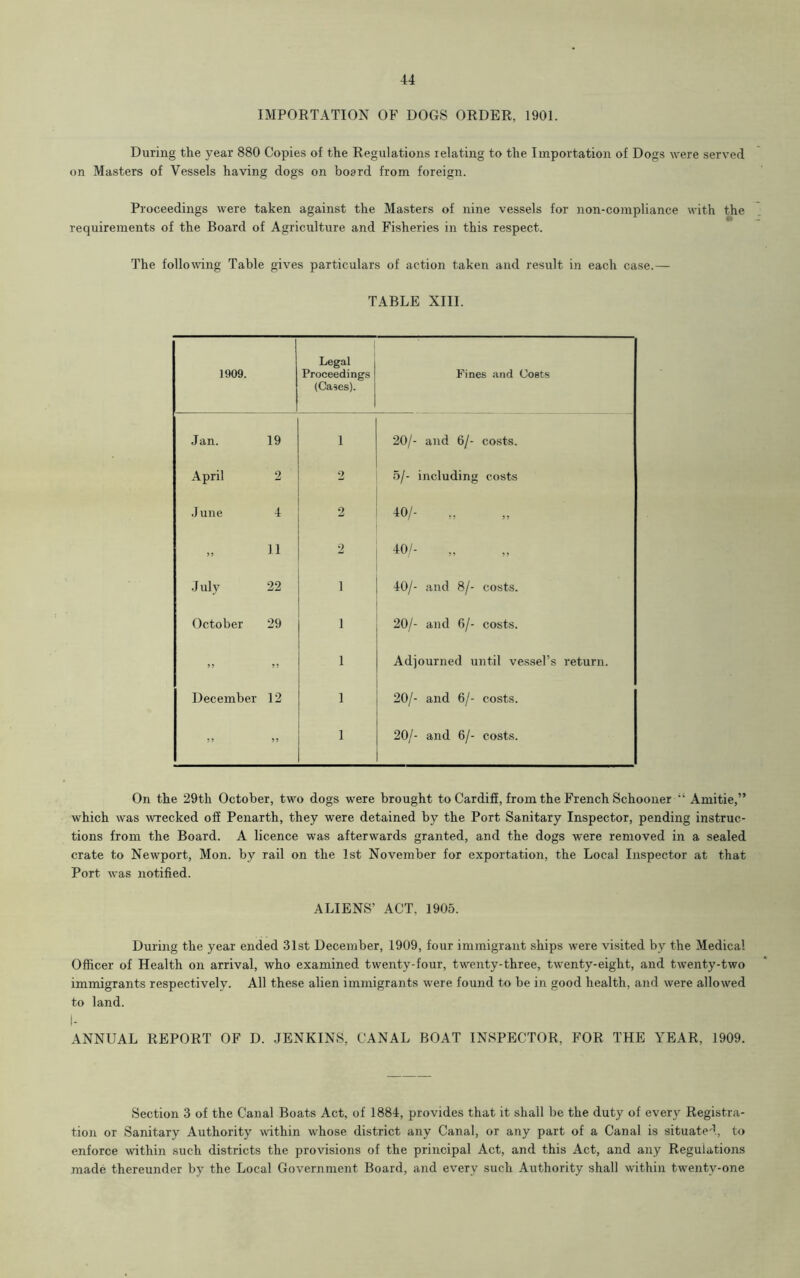 44
IMPORTATION OF DOGS ORDER, 1901.
During the year 880 Copies of the Regulations relating to the Importation of Dogs were served
on Masters of Vessels having dogs on board from foreign.
Proceedings were taken against the Masters of nine vessels for non-compliance with the
requirements of the Board of Agriculture and Fisheries in this respect.
The following Table gives particulars of action taken and result in each case.—
TABLE XIII.
1909. Legal Proceedings (Cases). Fines and Costs
Jan. 19 1 20/- and 6/- costs.
April 2 2 5/- including costs
June 4 2 40/- ,, ,,
,, 11 2 40/- ,, ,,
July 22 1 40/- and 8/- costs.
October 29 1 20/- and 6/- costs.
,, ,, 1 Adjourned until vessel's return.
December 12 1 20/- and 6/- costs.
,, ,, 1 20/- and 6/- costs.
On the 29th October, two dogs were brought to Cardiff, from the French Schooner “ Amitie,”
which was wrecked off Penarth, they were detained by the Port Sanitary Inspector, pending instruc-
tions from the Board. A licence was afterwards granted, and the dogs were removed in a sealed
crate to Newport, Mon. by rail on the 1st November for exportation, the Local Inspector at that
Port was notified.
ALIENS' ACT, 1905.
During the year ended 31st December, 1909, four immigrant ships were visited by the Medical
Officer of Health on arrival, who examined twenty-four, twenty-three, twenty-eight, and twenty-two
immigrants respectively. All these alien immigrants were found to be in good health, and were allowed
to land.
ANNUAL REPORT OF D. JENKINS, CANAL BOAT INSPECTOR, FOR THE YEAR, 1909.
Section 3 of the Canal Boats Act, of 1884, provides that it shall be the duty of every Registra-
tion or Sanitary Authority within whose district any Canal, or any part of a Canal is situated, to
enforce within such districts the provisions of the principal Act, and this Act, and any Regulations
made thereunder by the Local Government Board, and every such Authority shall within twenty-one